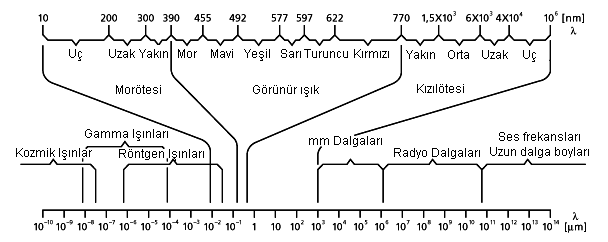 10 200 300 390 455 492 577 597 622 770 1,5X10³ 6X10³ 4X10⁴ 10⁶ [nm]
λ
Uç Uzak Yakın Mor Mavi Yeşil Sarı Turuncu Kırmızı Yakın Orta Uzak Uç
Morötesi Görünür ışık Kızılötesi
Gamma Işınları mm Dalgaları Ses frekansları
Kozmik Işınlar Röntgen Işınları Radyo Dalgaları Uzun dalga boyları
10⁻¹⁰ 10⁻⁹ 10⁻⁸ 10⁻⁷ 10⁻⁶ 10⁻⁵ 10⁻⁴ 10⁻³ 10⁻² 10⁻¹ 1 10 10² 10³ 10⁴ 10⁵ 10⁶ 10⁷ 10⁸ 10⁹ 10¹⁰ 10¹¹ 10¹² 10¹³ 10¹⁴ λ
[µm]